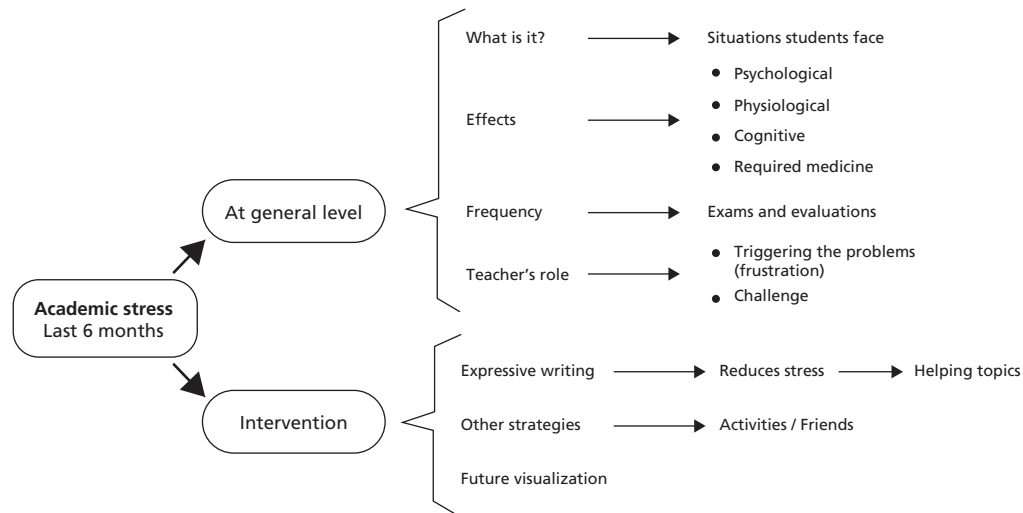 What is it?
Situations students face
Effects
• Psychological
• Physiological
• Cognitive
• Required medicine
At general level
Frequency
Exams and evaluations
Teacher’s role
• Triggering the problems
(frustration)
• Challenge
Academic stress
Last 6 months
Expressive writing
Reduces stress
Helping topics
Intervention
Other strategies
Activities / Friends
Future visualization